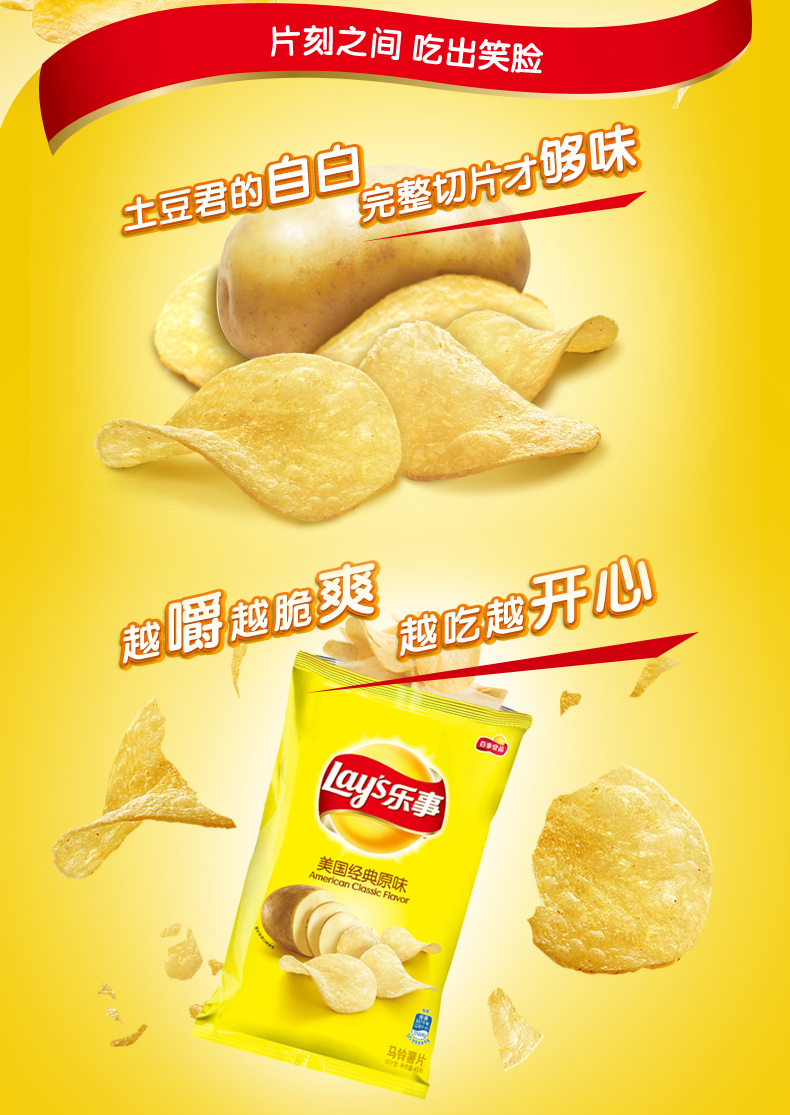 片刻之间 吃出笑脸
土豆君的自白
完整切片才够味
越嚼越脆爽
越吃越开心
百事食品
Lay's乐事
美国经典原味
American Classic Flavor
马铃薯片